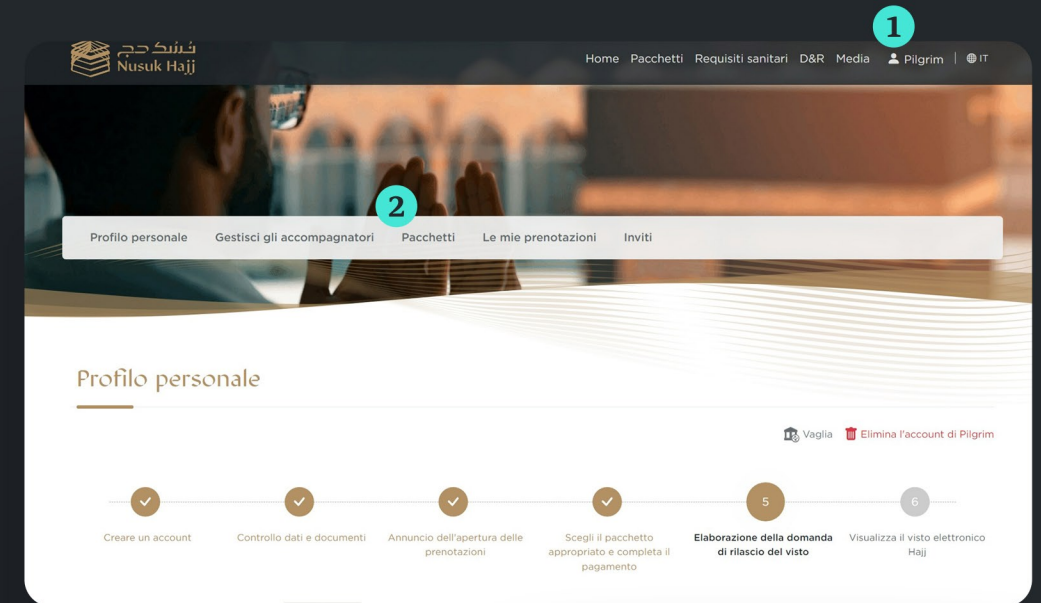 1
نسك حج
Nusuk Hajj
Home Pacchetti Requisiti sanitari D&R Media Pilgrim | IT
2
Profilo personale Gestisci gli accompagnatori Pacchetti Le mie prenotazioni Inviti
Profilo personale
Vaglia Elimina l'account di Pilgrim
5 6
Creare un account Controllo dati e documenti Annuncio dell'apertura delle Scegli il pacchetto Elaborazione della domanda Visualizza il visto elettronico
prenotazioni appropriato e completa il di rilascio del visto Hajj
pagamento